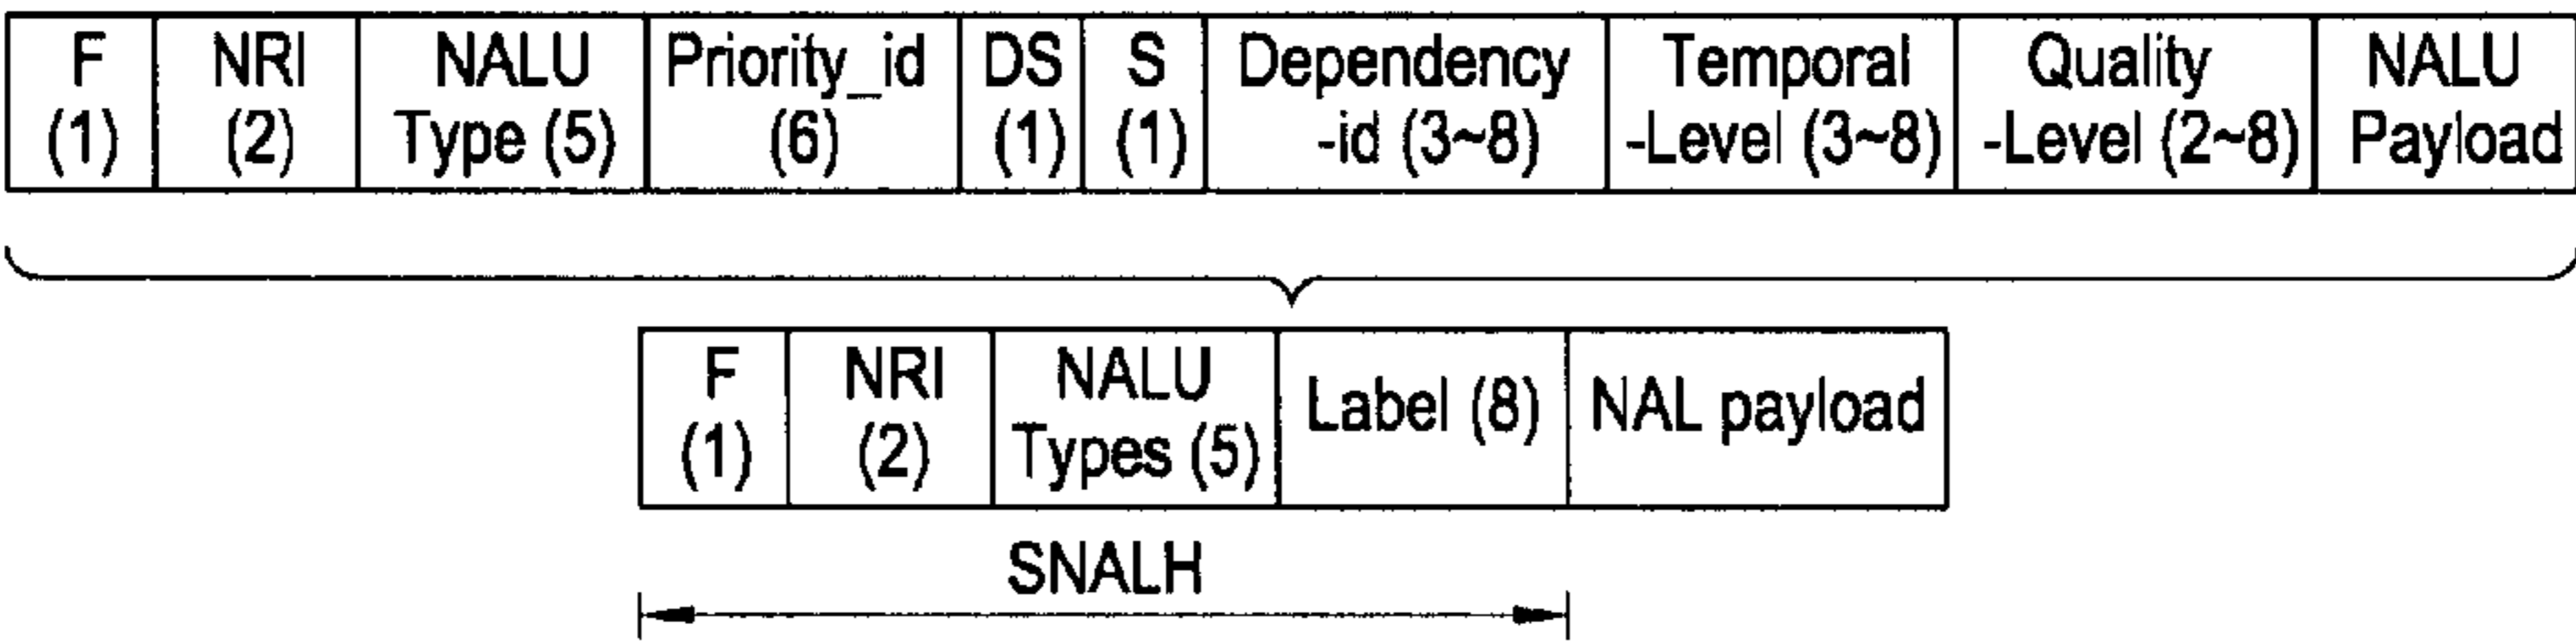 F
(1)
NRI
(2)
NALU
Type (5)
Priority_id
(6)
DS
(1)
S
(1)
Dependency
-id (3~8)
Temporal
-Level (3~8)
Quality
-Level (2~8)
NALU
Payload
F
(1)
NRI
(2)
NALU
Types (5)
Label (8)
NAL payload
SNALH